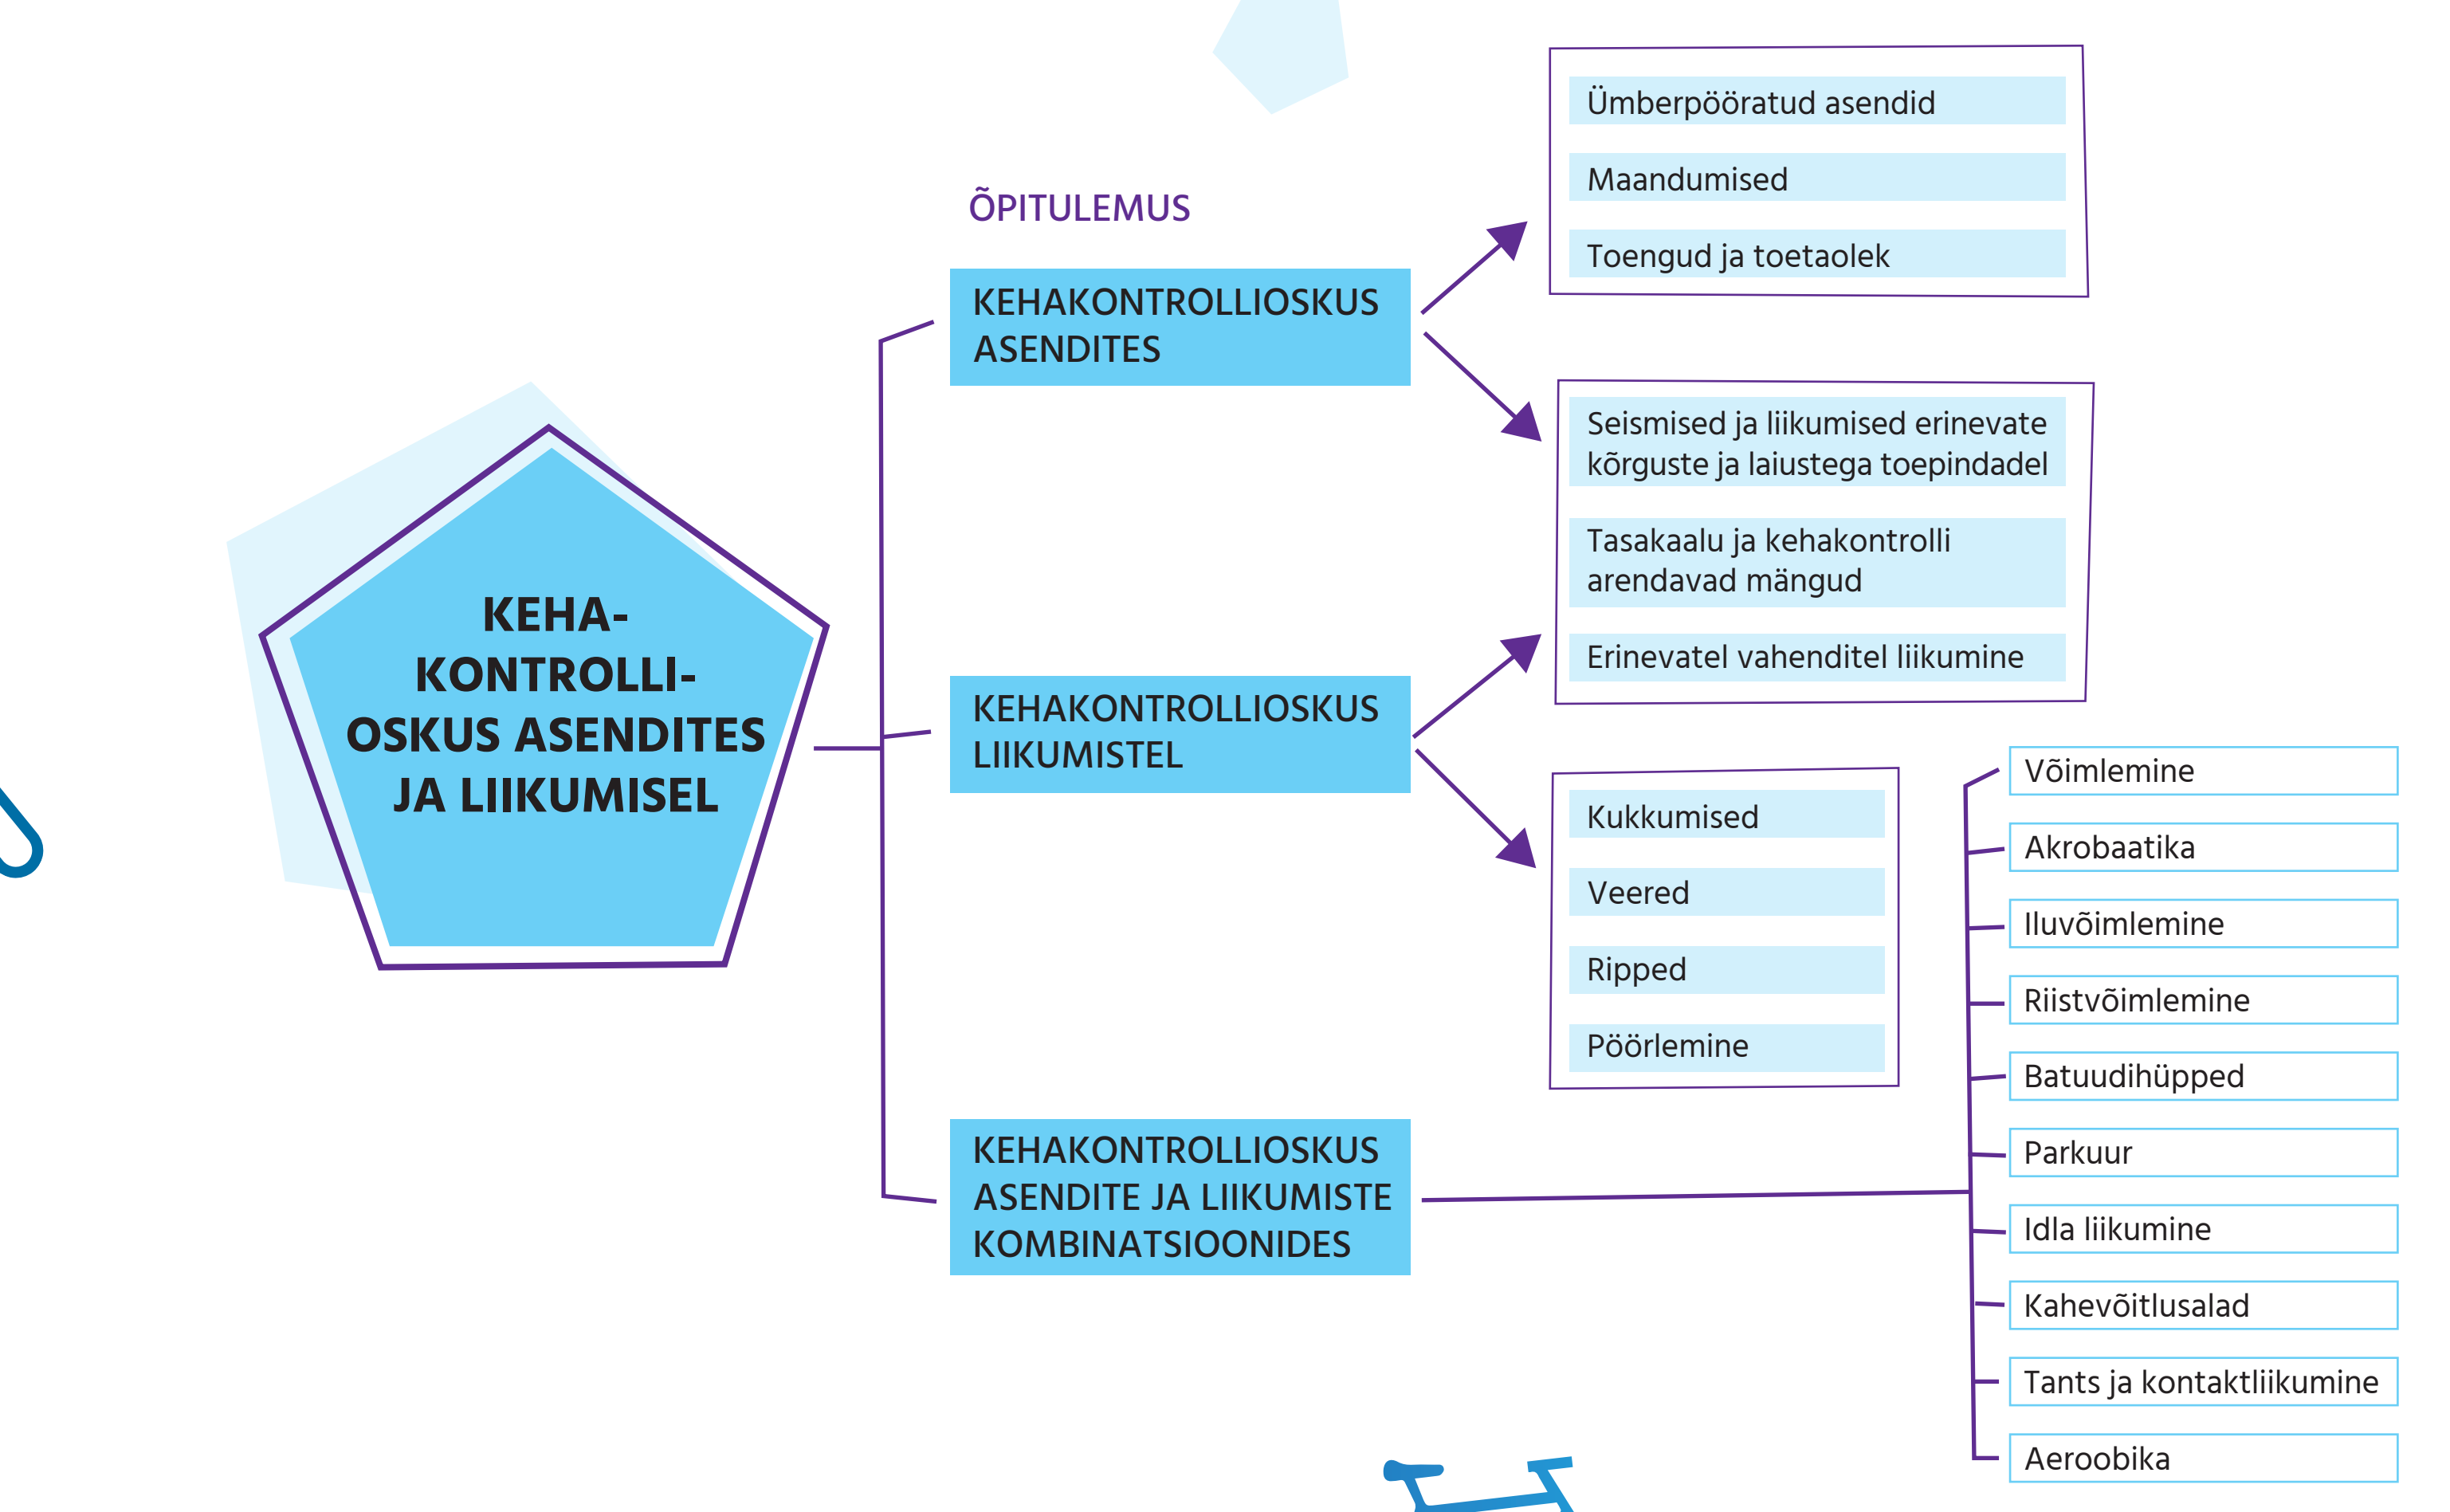 KEHA-
KONTROLLI-
OSKUS ASENDITES
JA LIIKUMISEL
ÕPITULEMUS
KEHAKONTROLLIOSKUS
ASENDITES
Ümberpööratud asendid
Maandumised
Toengud ja toetaolek
Seismised ja liikumised erinevate
kõrguste ja laiustega toepindadel
Tasakaalu ja kehakontrolli
arendavad mängud
Erinevatel vahenditel liikumine
KEHAKONTROLLIOSKUS
LIIKUMISTEL
Kukkumised
Veered
Ripped
Pöörlemine
KEHAKONTROLLIOSKUS
ASENDITE JA LIIKUMISTE
KOMBINATSIOONIDES
Võimlemine
Akrobaatika
Iluvõimlemine
Riistvõimlemine
Batuudihüpped
Parkuur
Idla liikumine
Kahevõitlusalad
Tants ja kontaktliikumine
Aeroobika